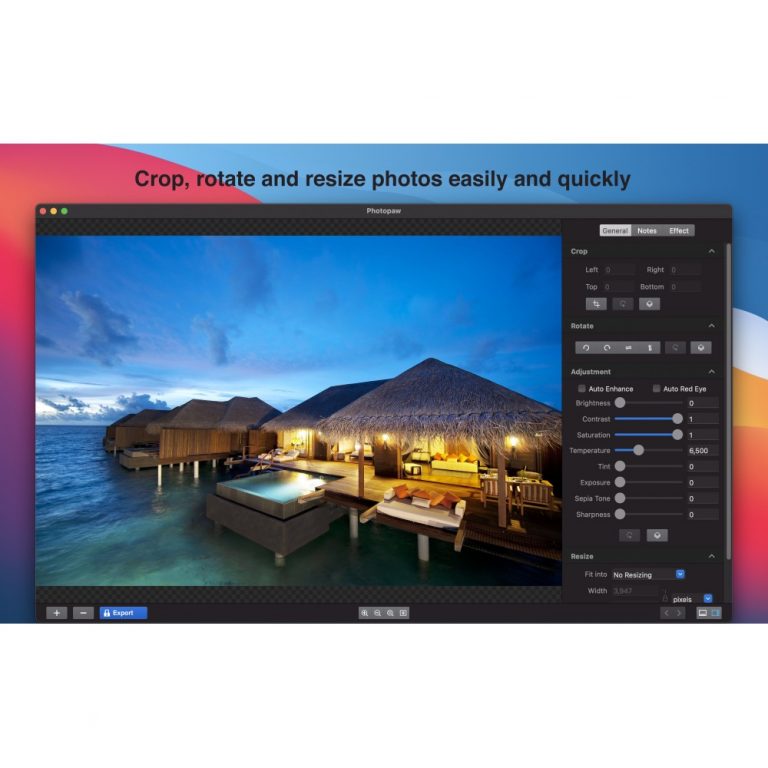 Crop, rotate and resize photos easily and quickly
Photopaw
General Notes Effect
Crop
Left 0 Right 0
Top 0 Bottom 0
Rotate
Adjustment
Auto Enhance Auto Red Eye
Brightness 0
Contrast 1
Saturation 1
Temperature 6,500
Tint 0
Exposure 0
Sepia Tone 0
Sharpness 0
Resize
Fit into No Resizing
Width 3,947 pixels
Export